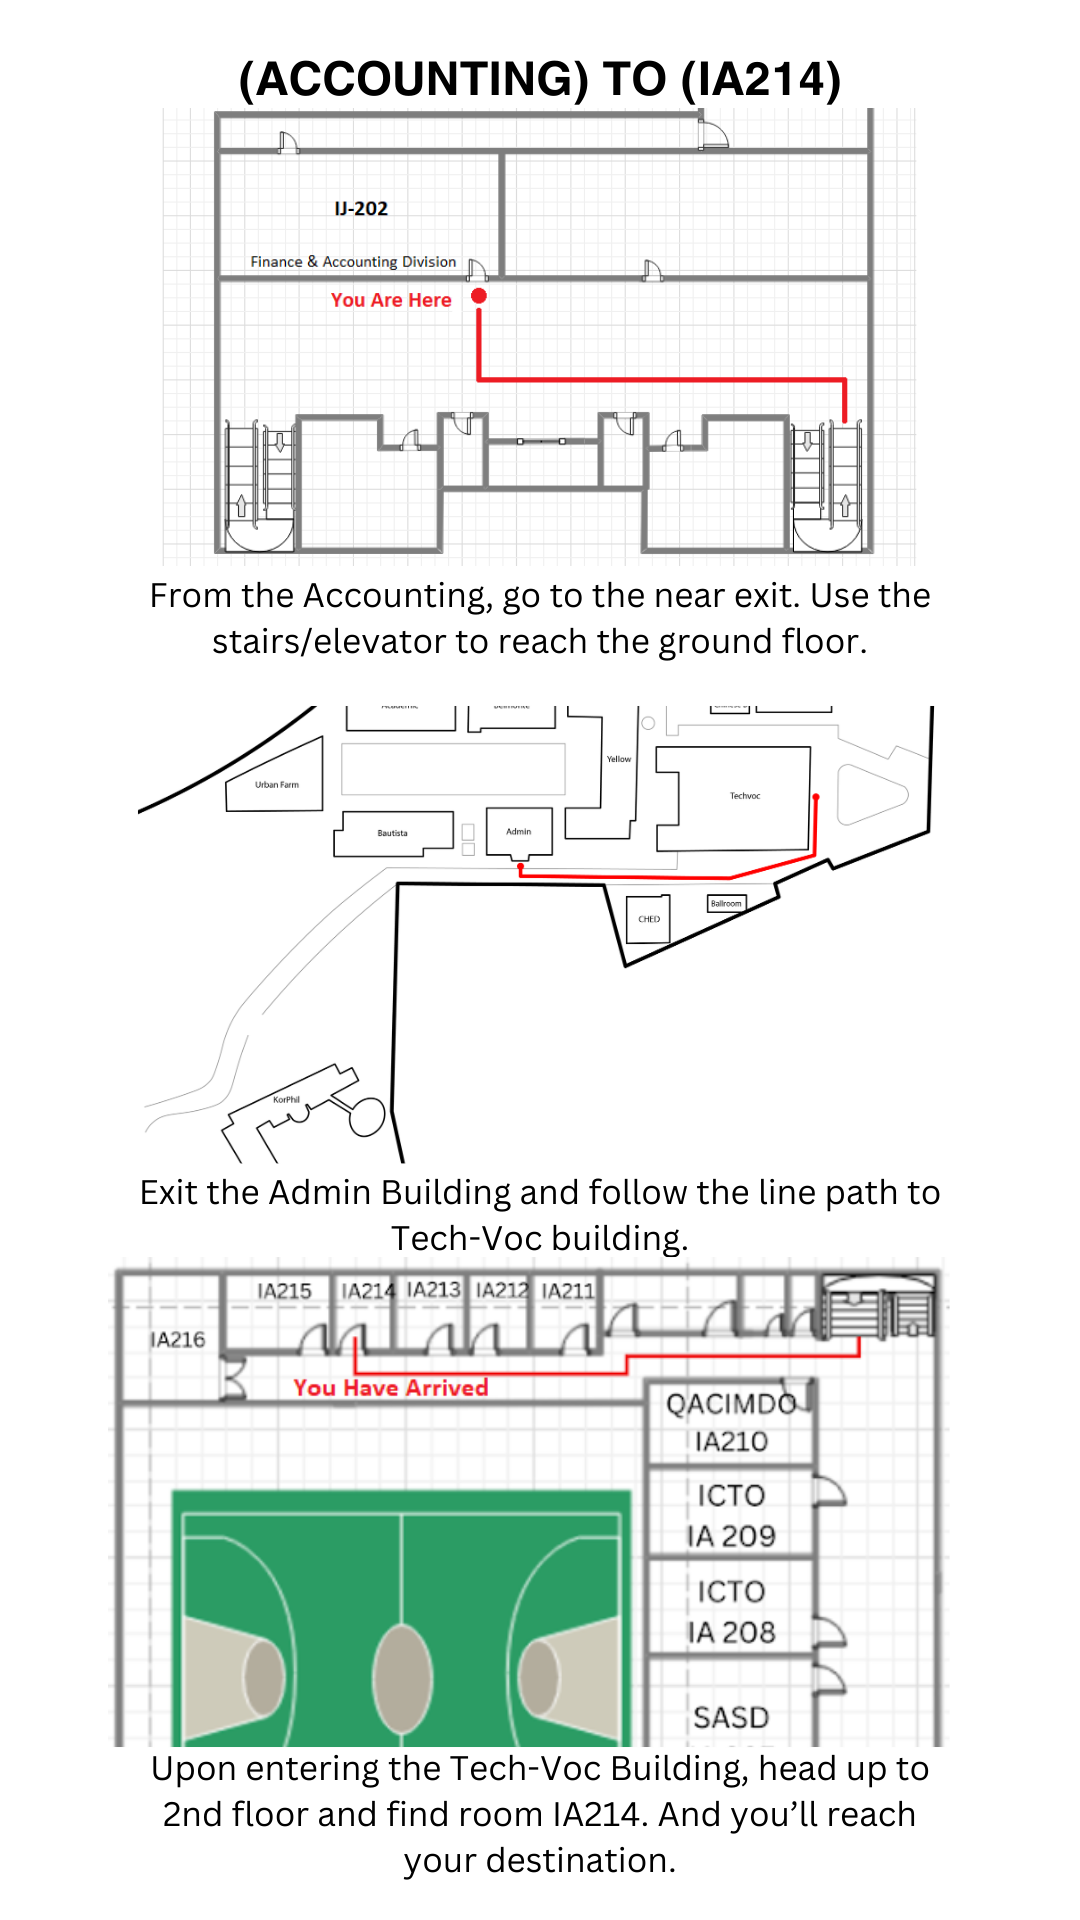 (ACCOUNTING) TO (IA214)
IJ-202
Finance & Accounting Division
You Are Here
From the Accounting, go to the near exit. Use the
stairs/elevator to reach the ground floor.
Academic
Belmonte
Yellow
Urban Farm
Techvoc
Bautista
Admin
CHED
Ballroom
KorPhil
Exit the Admin Building and follow the line path to
Tech-Voc building.
IA215
IA214
IA213
IA212
IA211
IA216
You Have Arrived
QACIMDO
IA210
ICTO
IA 209
ICTO
IA 208
SASD
Upon entering the Tech-Voc Building, head up to
2nd floor and find room IA214. And you’ll reach
your destination.